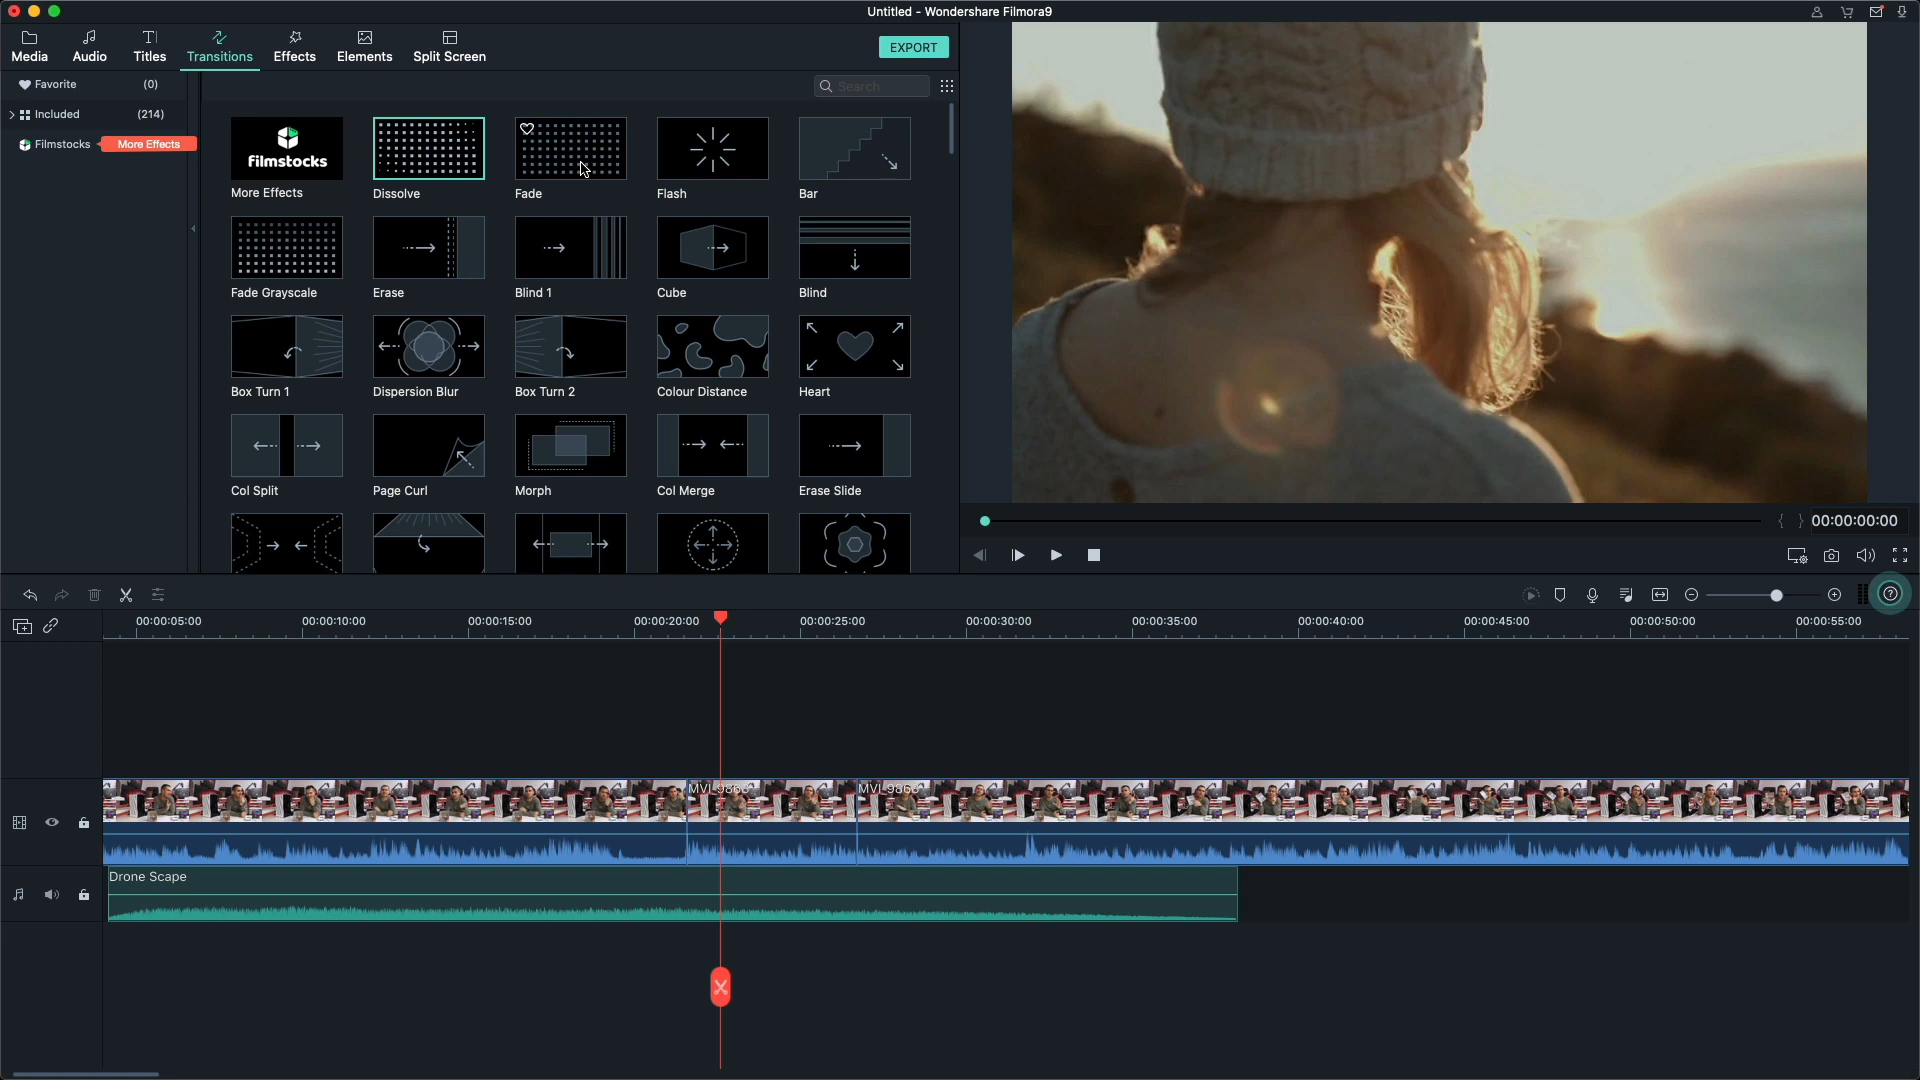 Untitled - Wondershare Filmora9
Media
Audio
Titles
Transitions
Effects
Elements
Split Screen
EXPORT
Favorite (0)
Included (214)
Filmstocks More Effects
Search
filmstocks
More Effects
Dissolve
Fade
Flash
Bar
Fade Grayscale
Erase
Blind 1
Cube
Blind
Box Turn 1
Dispersion Blur
Box Turn 2
Colour Distance
Heart
Col Split
Page Curl
Morph
Col Merge
Erase Slide
00:00:00:00
00:00:05:00
00:00:10:00
00:00:15:00
00:00:20:00
00:00:25:00
00:00:30:00
00:00:35:00
00:00:40:00
00:00:45:00
00:00:50:00
00:00:55:00
MVI-9868
MVI-9868
Drone Scape